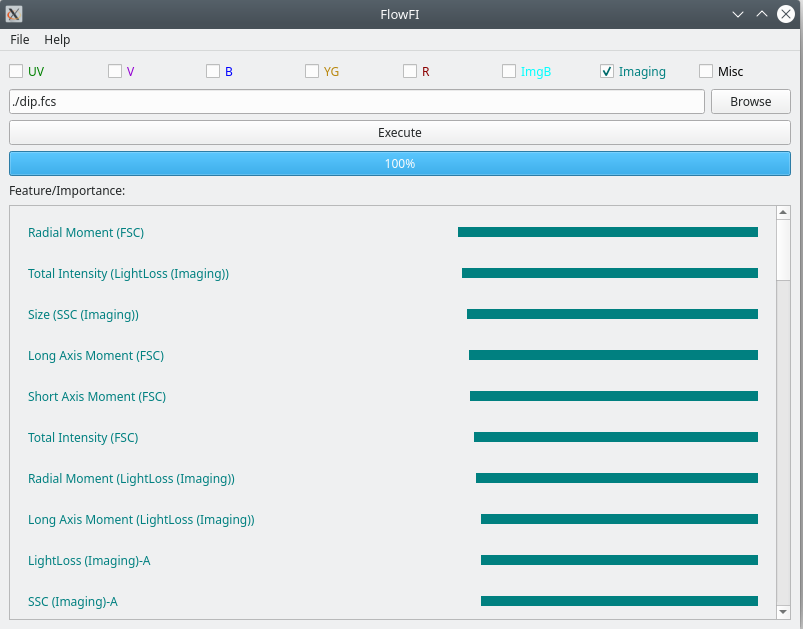 FlowFI
File Help
UV V B YG R ImgB Imaging Misc
./dip.fcs Browse
Execute
100%
Feature/Importance:
Radial Moment (FSC)
Total Intensity (LightLoss (Imaging))
Size (SSC (Imaging))
Long Axis Moment (FSC)
Short Axis Moment (FSC)
Total Intensity (FSC)
Radial Moment (LightLoss (Imaging))
Long Axis Moment (LightLoss (Imaging))
LightLoss (Imaging)-A
SSC (Imaging)-A